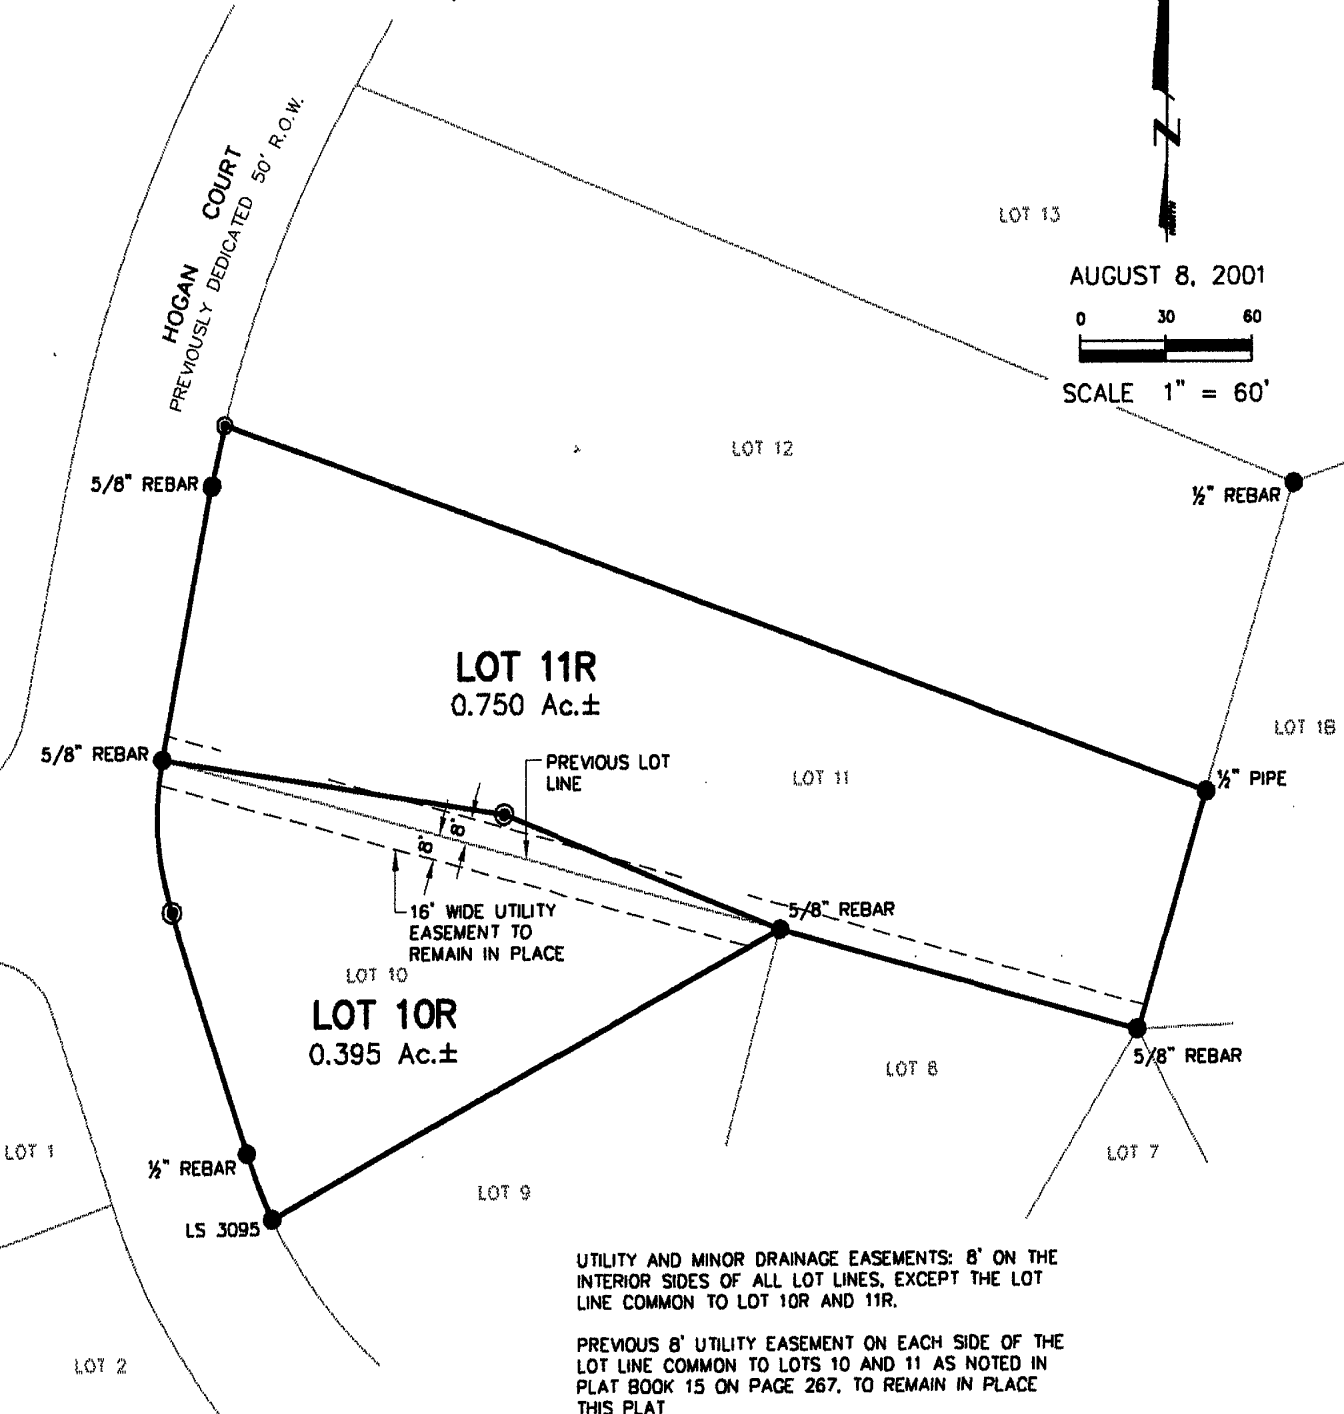 HOGAN COURT
PREVIOUSLY DEDICATED 50' R.O.W.
LOT 13
N
NORTH
AUGUST 8, 2001
0 30 60
SCALE 1" = 60'
LOT 12
5/8" REBAR
½" REBAR
LOT 11R
0.750 Ac.±
LOT 1B
5/8" REBAR
PREVIOUS LOT
LINE
LOT 11
½" PIPE
8'
8'
16' WIDE UTILITY
EASEMENT TO
REMAIN IN PLACE
5/8" REBAR
LOT 10
LOT 10R
0.395 Ac.±
LOT 8
5/8" REBAR
LOT 1
LOT 7
½" REBAR
LOT 9
LS 3095
UTILITY AND MINOR DRAINAGE EASEMENTS: 8' ON THE
INTERIOR SIDES OF ALL LOT LINES, EXCEPT THE LOT
LINE COMMON TO LOT 10R AND 11R.
PREVIOUS 8' UTILITY EASEMENT ON EACH SIDE OF THE
LOT LINE COMMON TO LOTS 10 AND 11 AS NOTED IN
PLAT BOOK 15 ON PAGE 267, TO REMAIN IN PLACE
THIS PLAT
LOT 2